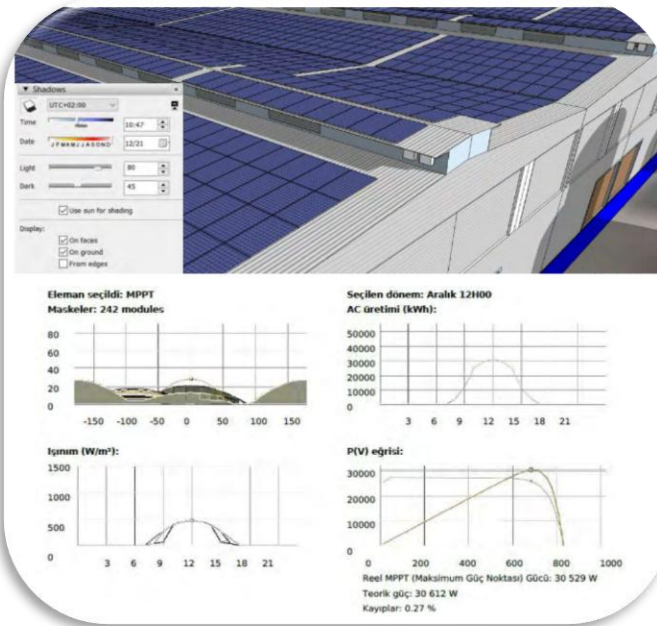 Shadows
UTC+02:00
Time
10:47
Date
J F M A M J J A S O N D
12/21
Light
80
Dark
45
Use sun for shading
Display:
On faces
On ground
From edges
Eleman seçildi: MPPT
Maskeler: 242 modules
80
60
40
20
0
-150 -100 -50 0 50 100 150
Seçilen dönem: Aralık 12H00
AC üretimi (kWh):
50000
40000
30000
20000
10000
0
3 6 9 12 15 18 21
Işınım (W/m²):
1500
1000
500
0
3 6 9 12 15 18 21
P(V) eğrisi:
30000
20000
10000
0
0 200 400 600 800 1000
Reel MPPT (Maksimum Güç Noktası) Gücü: 30 529 W
Teorik güç: 30 612 W
Kayıplar: 0.27 %